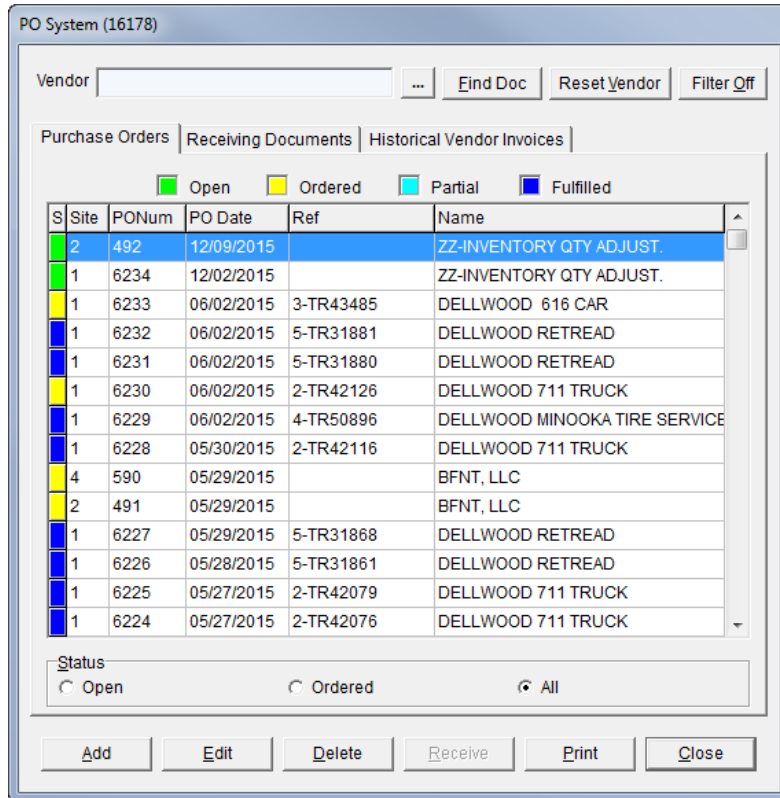 PO System (16178)
Vendor ... Find Doc Reset Vendor Filter Off
Purchase Orders Receiving Documents Historical Vendor Invoices
Open Ordered Partial Fulfilled
S Site PONum PO Date Ref Name
2 492 12/09/2015 ZZ-INVENTORY QTY ADJUST.
1 6234 12/02/2015 ZZ-INVENTORY QTY ADJUST.
1 6233 06/02/2015 3-TR43485 DELLWOOD 616 CAR
1 6232 06/02/2015 5-TR31881 DELLWOOD RETREAD
1 6231 06/02/2015 5-TR31880 DELLWOOD RETREAD
1 6230 06/02/2015 2-TR42126 DELLWOOD 711 TRUCK
1 6229 06/02/2015 4-TR50896 DELLWOOD MINOOKA TIRE SERVICE
1 6228 05/30/2015 2-TR42116 DELLWOOD 711 TRUCK
4 590 05/29/2015 BFNT, LLC
2 491 05/29/2015 BFNT, LLC
1 6227 05/29/2015 5-TR31868 DELLWOOD RETREAD
1 6226 05/28/2015 5-TR31861 DELLWOOD RETREAD
1 6225 05/27/2015 2-TR42079 DELLWOOD 711 TRUCK
1 6224 05/27/2015 2-TR42076 DELLWOOD 711 TRUCK
Status
Open Ordered All
Add Edit Delete Receive Print Close